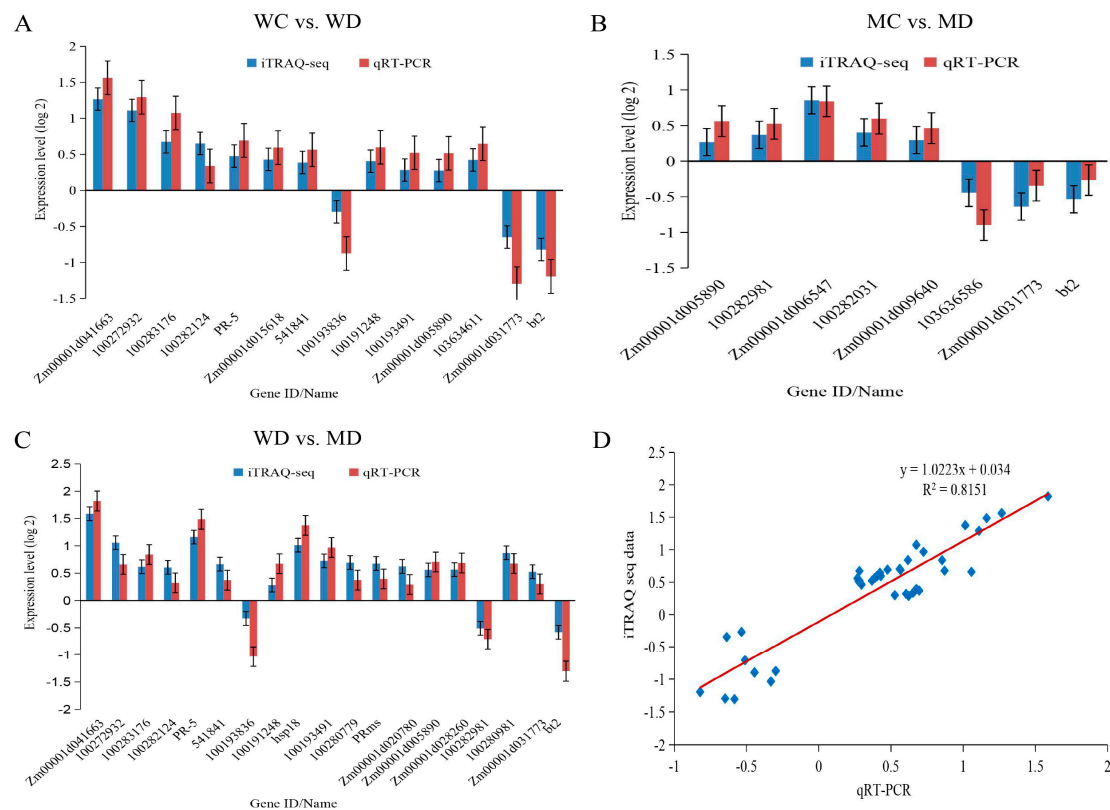 A
WC vs. WD
iTRAQ-seq
qRT-PCR
Expression level (log 2)
2
1.5
1
0.5
0
-0.5
-1
-1.5
Zm00001d041663
100272932
100283176
100282124
PR-5
Zm00001d015618
541841
100193836
100191248
100193491
Zm00001d005890
103634611
Zm00001d031773
bt2
Gene ID/Name
B
MC vs. MD
iTRAQ-seq
qRT-PCR
Expression level (log 2)
1.5
1
0.5
0
-0.5
-1
-1.5
Zm00001d005890
100282981
Zm00001d006547
100282031
Zm00001d009640
103636586
Zm00001d031773
bt2
Gene ID/Name
C
WD vs. MD
iTRAQ-seq
qRT-PCR
Expression level (log 2)
2.5
2
1.5
1
0.5
0
-0.5
-1
-1.5
-2
Zm00001d041663
100272932
100283176
100282124
PR-5
541841
100193836
100191248
hsp18
100193491
100280779
PRms
Zm00001d020780
Zm00001d005890
Zm00001d028260
100282981
100280981
Zm00001d031773
bt2
Gene ID/Name
D
y = 1.0223x + 0.034
R² = 0.8151
iTRAQ seq data
2.5
2
1.5
1
0.5
0
-0.5
-1
-1.5
-2
-1
-0.5
0
0.5
1
1.5
2
qRT-PCR